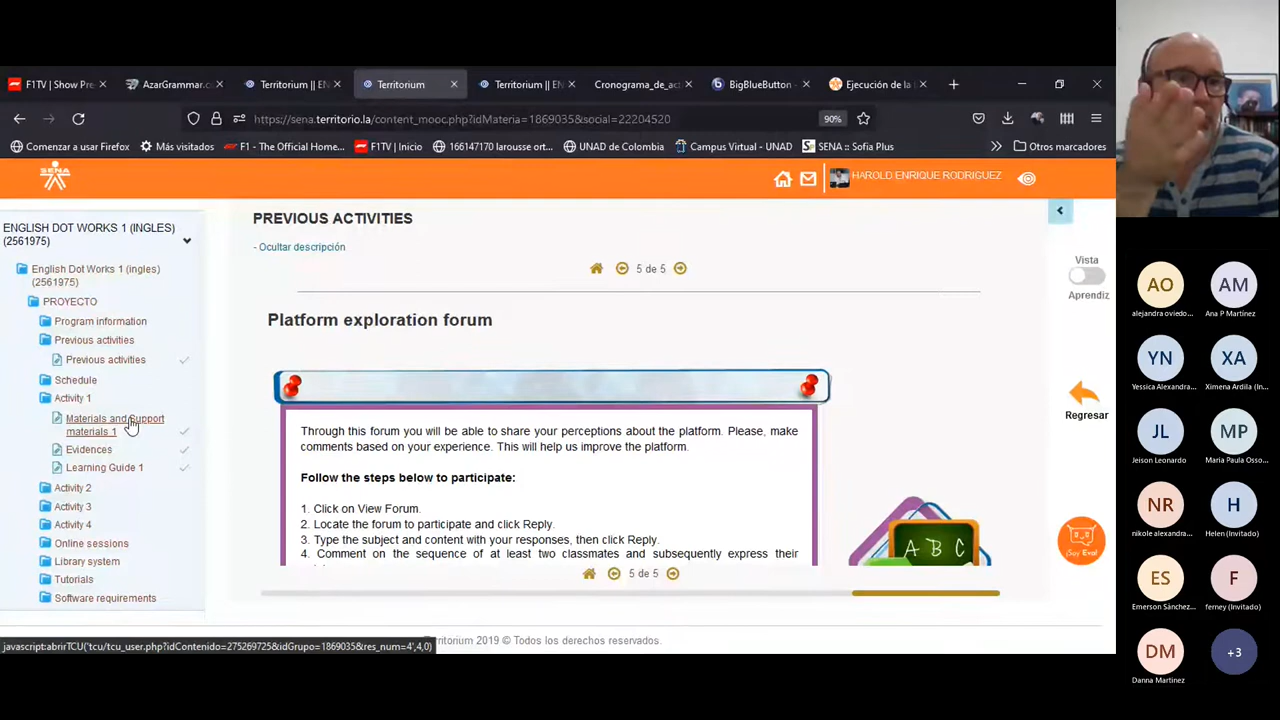 F1TV | Show Pre-
AzarGrammar.c
Territorium || EN
Territorium
Territorium || EN
Cronograma_de_act
BigBlueButton -
Ejecución de la
https://sena.territorio.la/content_mooc.php?idMateria=1869035&social=22204520
90%
Comenzar a usar Firefox
Más visitados
F1 - The Official Home...
F1TV | Inicio
166147170 larousse ort...
UNAD de Colombia
Campus Virtual - UNAD
SENA :: Sofia Plus
Otros marcadores
SENA
HAROLD ENRIQUE RODRIGUEZ
ENGLISH DOT WORKS 1 (INGLES)
(2561975)
English Dot Works 1 (ingles)
(2561975)
PROYECTO
Program information
Previous activities
Previous activities
Schedule
Activity 1
Materials and Support
materials 1
Evidences
Learning Guide 1
Activity 2
Activity 3
Activity 4
Online sessions
Library system
Tutorials
Software requirements
PREVIOUS ACTIVITIES
- Ocultar descripción
5 de 5
Platform exploration forum
Through this forum you will be able to share your perceptions about the platform. Please, make
comments based on your experience. This will help us improve the platform.
Follow the steps below to participate:
1. Click on View Forum.
2. Locate the forum to participate and click Reply.
3. Type the subject and content with your responses, then click Reply.
4. Comment on the sequence of at least two classmates and subsequently express their
A B C
5 de 5
Vista
Aprendiz
Regresar
¡Soy Eva!
Territorium 2019 © Todos los derechos reservados.
javascript:abrirTCU('tcu/tcu_user.php?idContenido=275269725&idGrupo=1869035&res_num=4',4,0)
AO
alejandra oviedo...
AM
Ana P Martínez
YN
Yessica Alexandra...
XA
Ximena Ardila (In...
JL
Jeison Leonardo
MP
Maria Paula Osso...
NR
nikole alexandra...
H
Helen (Invitado)
ES
Emerson Sánchez...
F
ferney (Invitado)
DM
Danna Martinez
+3